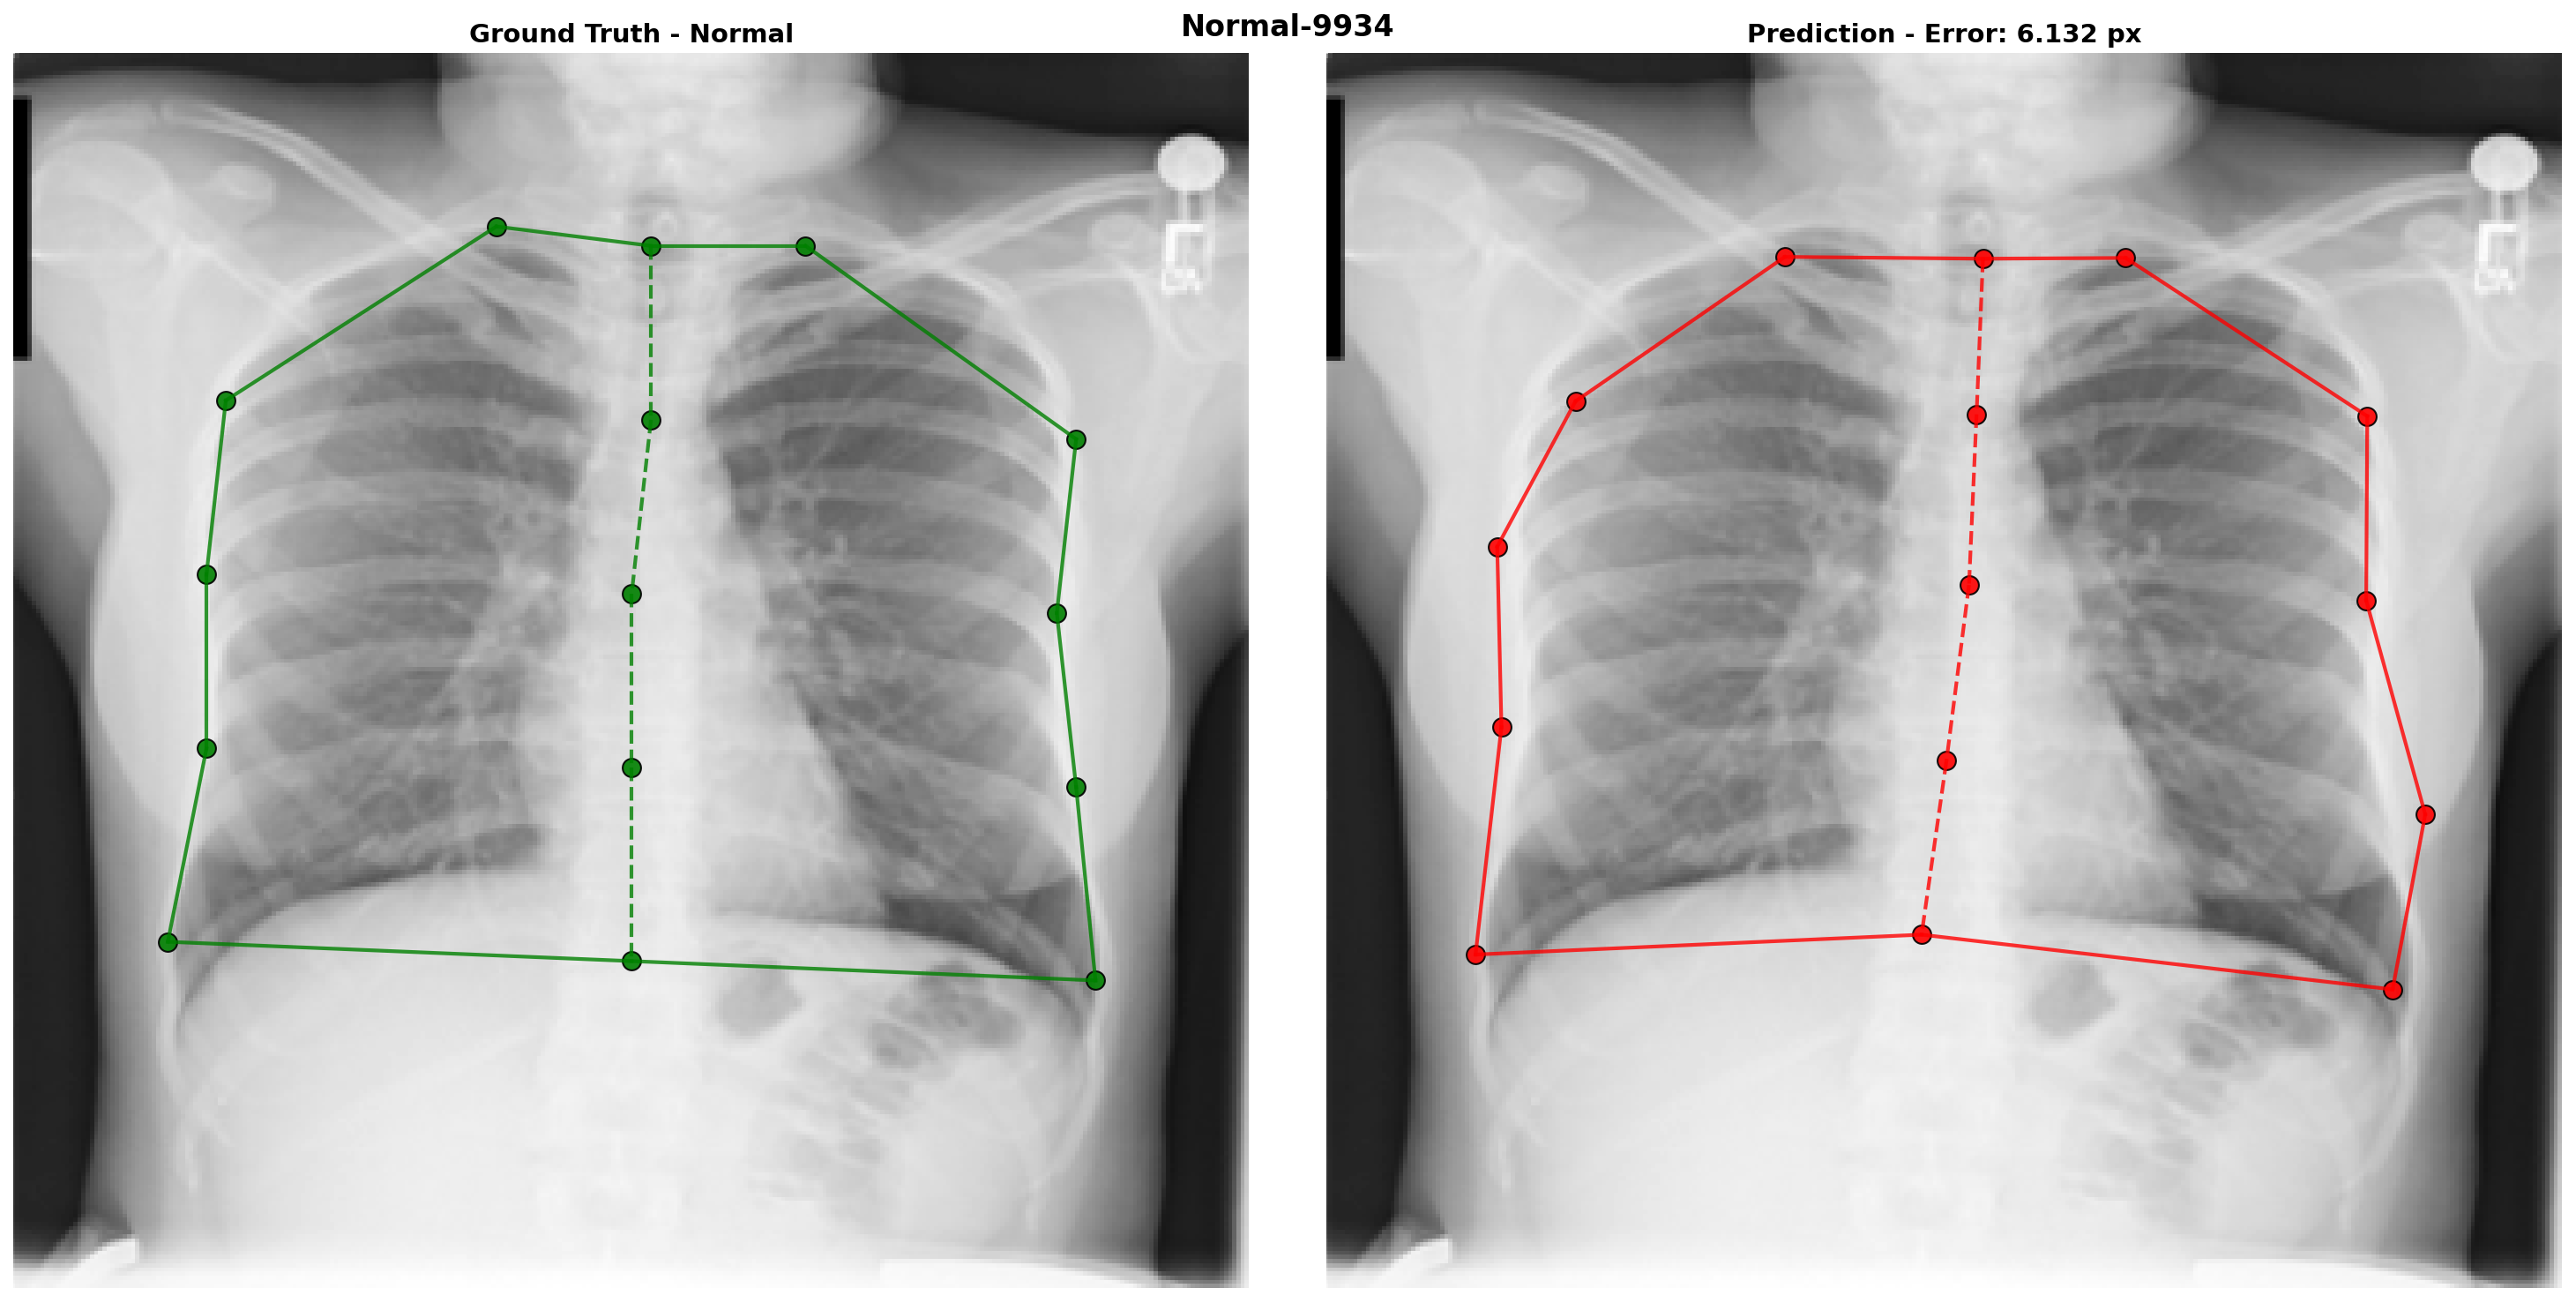 Normal-9934
Ground Truth - Normal
Prediction - Error: 6.132 px
L
L